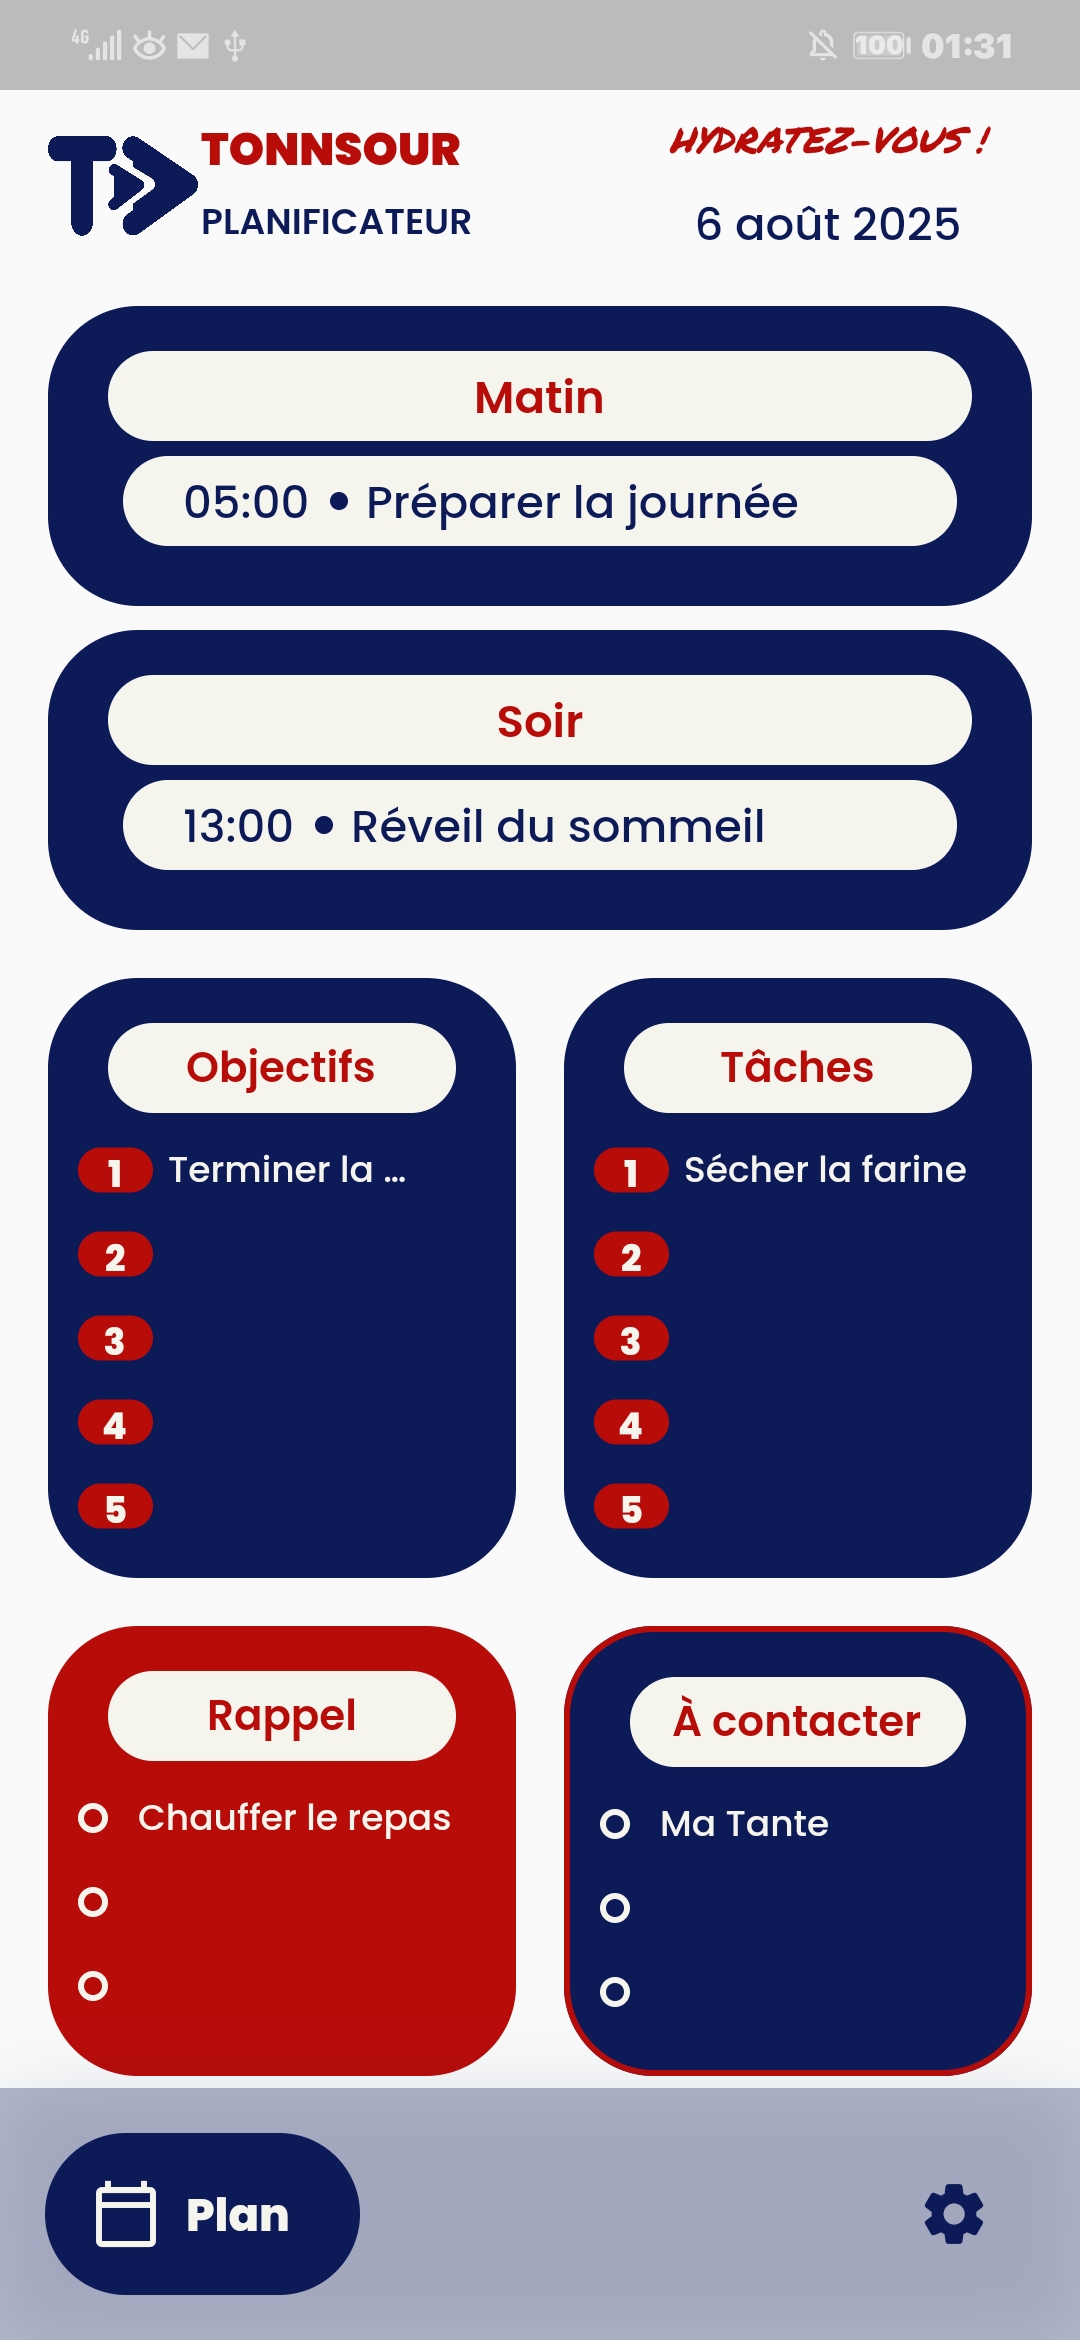 4G 100 01:31
TONNSOUR
PLANIFICATEUR
HYDRATEZ-VOUS !
6 août 2025
Matin
05:00 • Préparer la journée
Soir
13:00 • Réveil du sommeil
Objectifs
1 Terminer la ...
2
3
4
5
Tâches
1 Sécher la farine
2
3
4
5
Rappel
Chauffer le repas
À contacter
Ma Tante
Plan